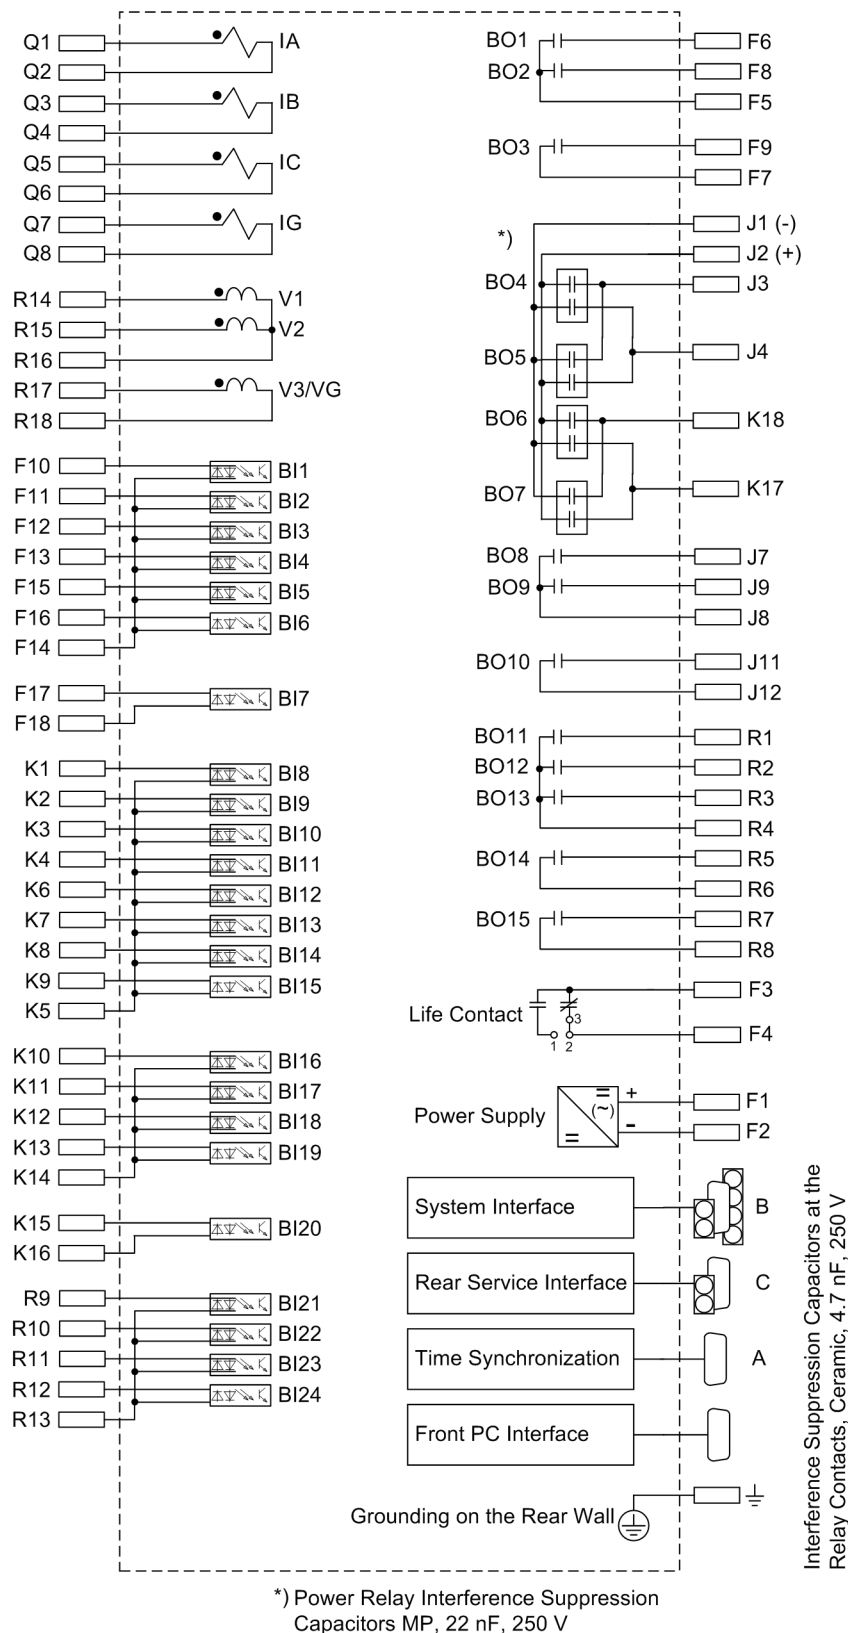 Q1 IA
Q2
Q3 IB
Q4
Q5 IC
Q6
Q7 IG
Q8
R14 V1
R15 V2
R16
R17 V3/VG
R18
F10 BI1
F11 BI2
F12 BI3
F13 BI4
F15 BI5
F16 BI6
F14
F17 BI7
F18
K1 BI8
K2 BI9
K3 BI10
K4 BI11
K6 BI12
K7 BI13
K8 BI14
K9 BI15
K5
K10 BI16
K11 BI17
K12 BI18
K13 BI19
K14
K15 BI20
K16
R9 BI21
R10 BI22
R11 BI23
R12 BI24
R13
BO1 F6
BO2 F8
F5
BO3 F9
F7
J1 (-)
*)
J2 (+)
BO4 J3
BO5 J4
BO6 K18
BO7 K17
BO8 J7
BO9 J9
J8
BO10 J11
J12
BO11 R1
BO12 R2
BO13 R3
R4
BO14 R5
R6
BO15 R7
R8
F3
Life Contact 3
1 2 F4
Power Supply = (~) = + F1
- F2
System Interface B
Rear Service Interface C
Time Synchronization A
Front PC Interface
Grounding on the Rear Wall
Interference Suppression Capacitors at the
Relay Contacts, Ceramic, 4.7 nF, 250 V
*) Power Relay Interference Suppression
Capacitors MP, 22 nF, 250 V